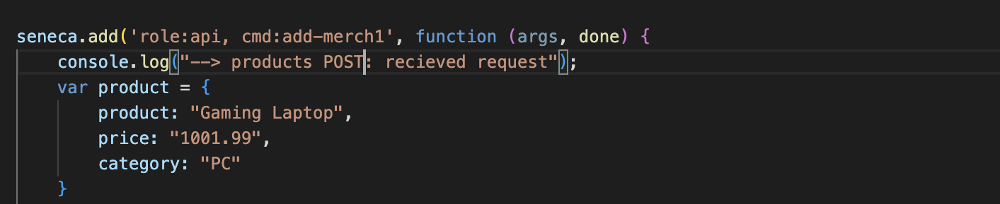 seneca.add('role:api, cmd:add-merch1', function (args, done) {
console.log("--> products POST: recieved request");
var product = {
product: "Gaming Laptop",
price: "1001.99",
category: "PC"
}